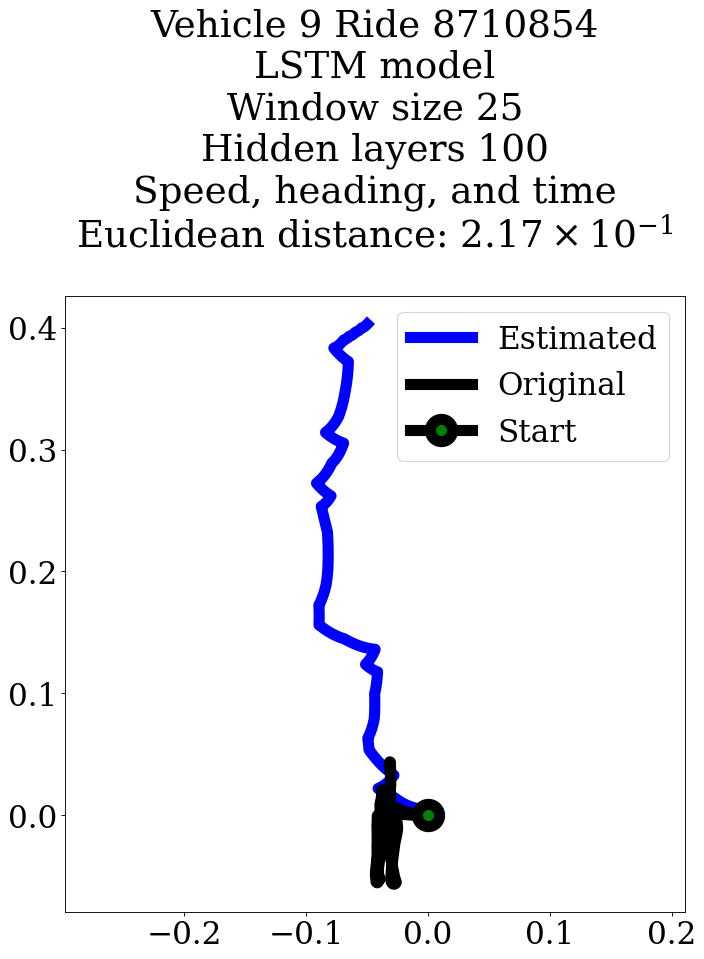 Vehicle 9 Ride 8710854
LSTM model
Window size 25
Hidden layers 100
Speed, heading, and time
Euclidean distance: 2.17 × 10⁻¹
Estimated
Original
Start
0.4
0.3
0.2
0.1
0.0
−0.2 −0.1 0.0 0.1 0.2